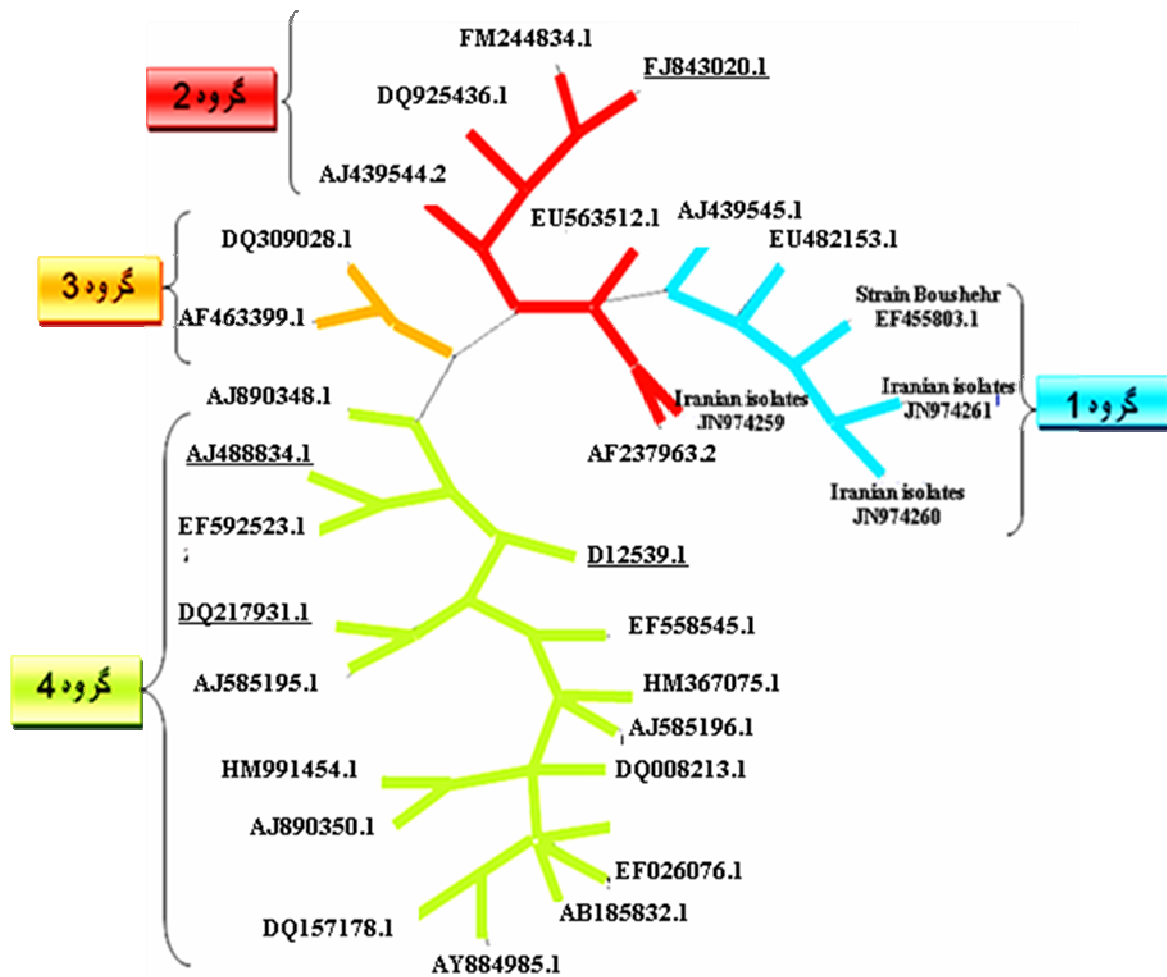 FM244834.1
FJ843020.1
گروه 2
DQ925436.1
AJ439544.2
EU563512.1
AJ439545.1
EU482153.1
DQ309028.1
گروه 3
AF463399.1
Strain Boushehr
EF455803.1
Iranian isolates
JN974261
گروه 1
Iranian isolates
JN974259
AF237963.2
Iranian isolates
JN974260
AJ890348.1
AJ488834.1
EF592523.1
D12539.1
DQ217931.1
EF558545.1
گروه 4
AJ585195.1
HM367075.1
AJ585196.1
HM991454.1
DQ008213.1
AJ890350.1
EF026076.1
AB185832.1
DQ157178.1
AY884985.1